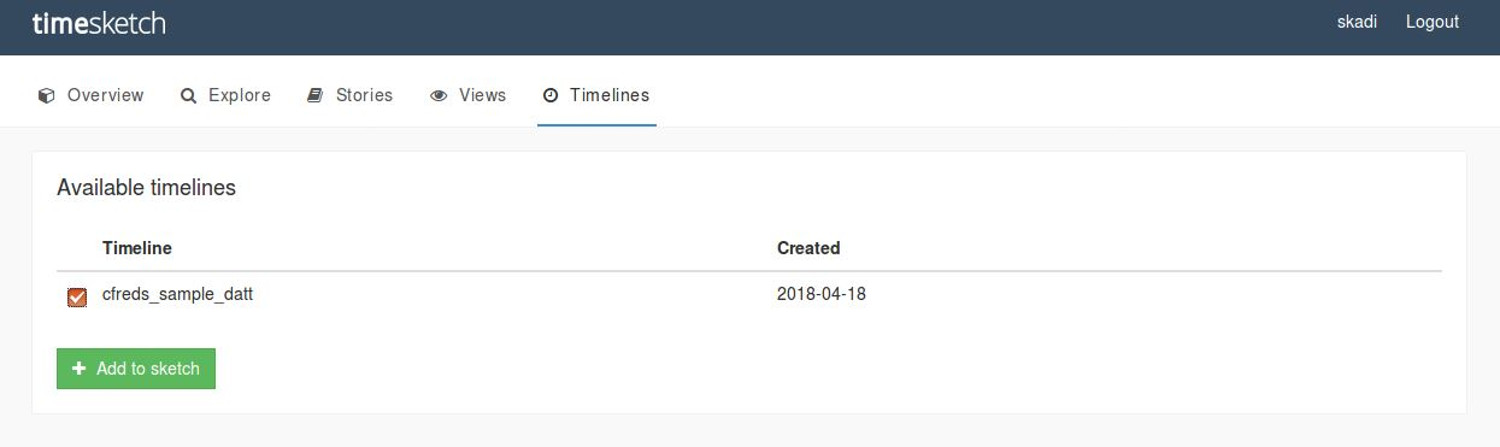 timesketch
skadi Logout
Overview Explore Stories Views Timelines
Available timelines
Timeline Created
cfreds_sample_datt 2018-04-18
Add to sketch